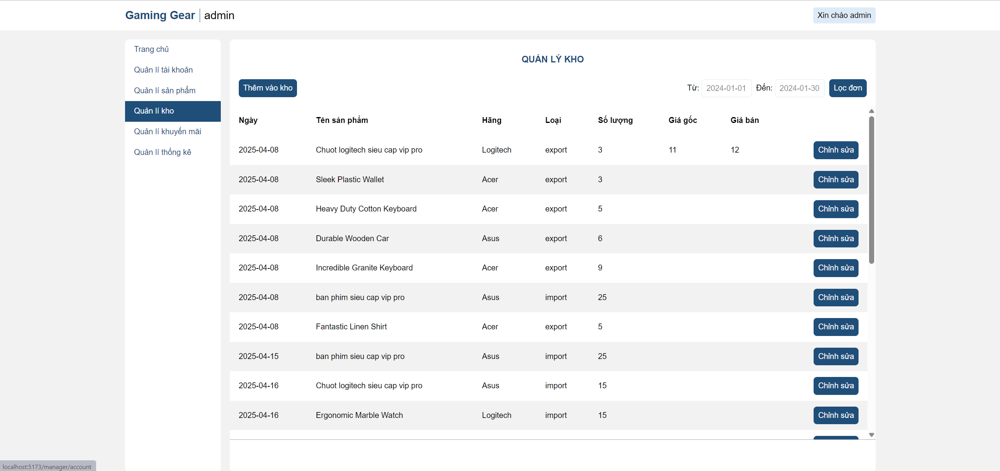 Gaming Gear | admin
Xin chào admin
Trang chủ
Quản lí tài khoản
Quản lí sản phẩm
Quản lí kho
Quản lí khuyến mãi
Quản lí thống kê
QUẢN LÝ KHO
Thêm vào kho
Từ: 2024-01-01 Đến: 2024-01-30 Lọc đơn
Ngày Tên sản phẩm Hãng Loại Số lượng Giá gốc Giá bán
2025-04-08 Chuot logitech sieu cap vip pro Logitech export 3 11 12 Chỉnh sửa
2025-04-08 Sleek Plastic Wallet Acer export 3 Chỉnh sửa
2025-04-08 Heavy Duty Cotton Keyboard Acer export 5 Chỉnh sửa
2025-04-08 Durable Wooden Car Asus export 6 Chỉnh sửa
2025-04-08 Incredible Granite Keyboard Acer export 9 Chỉnh sửa
2025-04-08 ban phim sieu cap vip pro Asus import 25 Chỉnh sửa
2025-04-08 Fantastic Linen Shirt Acer export 5 Chỉnh sửa
2025-04-15 ban phim sieu cap vip pro Asus import 25 Chỉnh sửa
2025-04-16 Chuot logitech sieu cap vip pro Asus import 15 Chỉnh sửa
2025-04-16 Ergonomic Marble Watch Logitech import 15 Chỉnh sửa
localhost:5173/manager/account